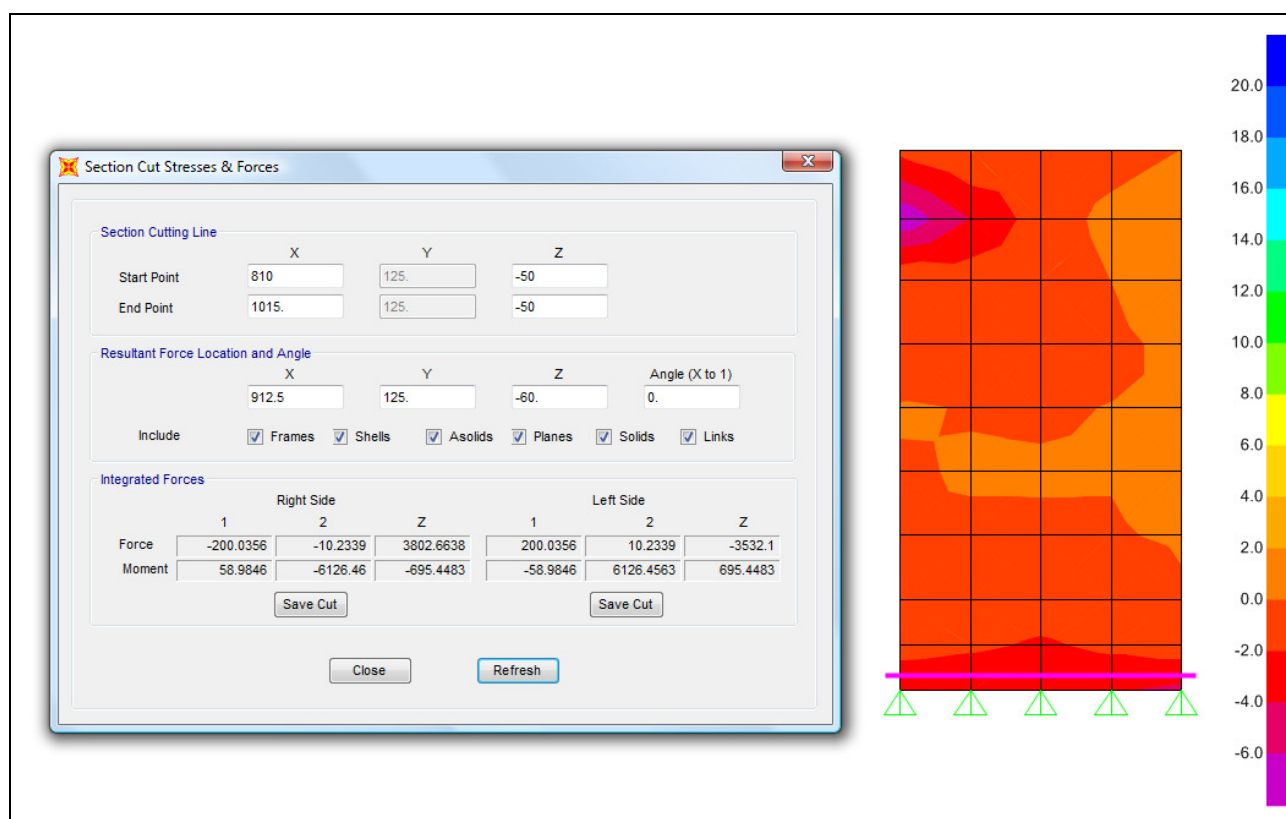 Section Cut Stresses & Forces
x
Section Cutting Line
X Y Z
Start Point 810 125. -50
End Point 1015. 125. -50
Resultant Force Location and Angle
X Y Z Angle (X to 1)
912.5 125. -60. 0.
Include Frames Shells Asolids Planes Solids Links
Integrated Forces
Right Side Left Side
1 2 Z 1 2 Z
Force -200.0356 -10.2339 3802.6638 200.0356 10.2339 -3532.1
Moment 58.9846 -6126.46 -695.4483 -58.9846 6126.4563 695.4483
Save Cut Save Cut
Close Refresh
20.0
18.0
16.0
14.0
12.0
10.0
8.0
6.0
4.0
2.0
0.0
-2.0
-4.0
-6.0